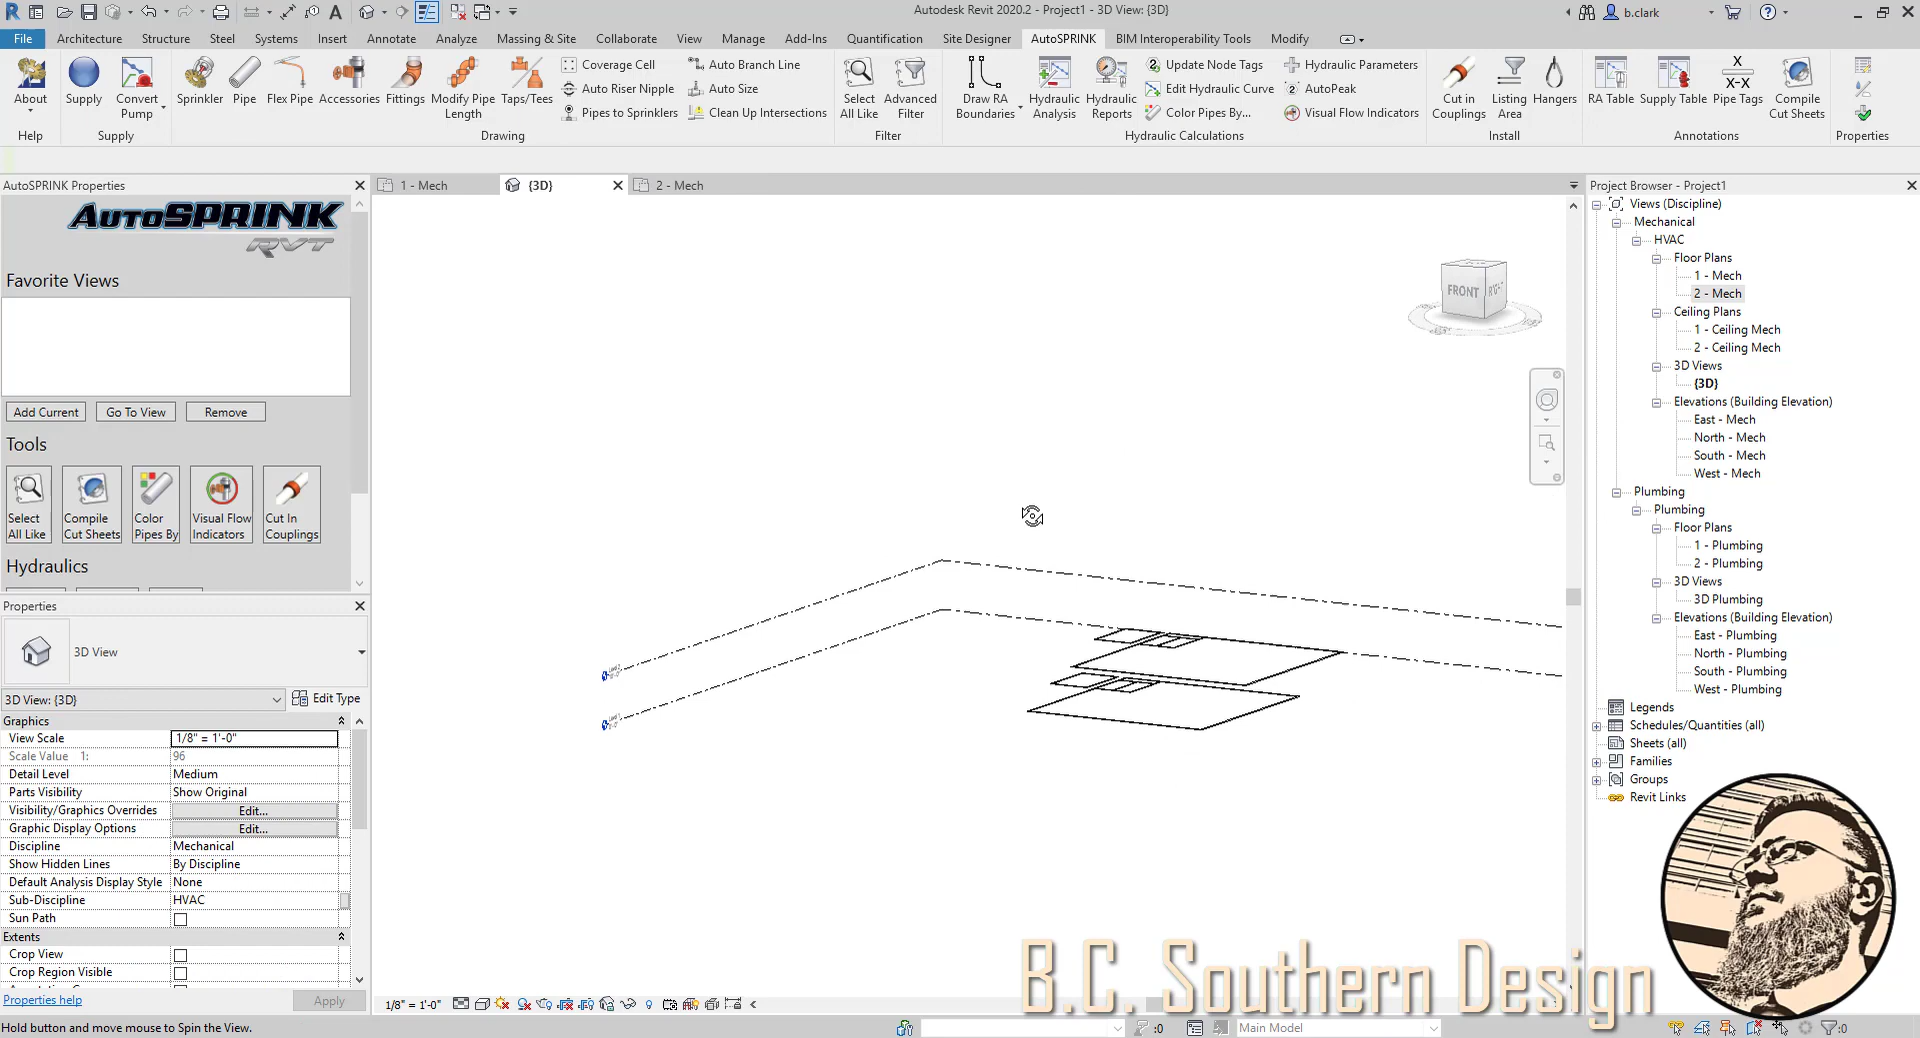 Autodesk Revit 2020.2 - Project1 - 3D View: {3D}
b.clark
File Architecture Structure Steel Systems Insert Annotate Analyze Massing & Site Collaborate View Manage Add-Ins Quantification Site Designer AutoSPRINK BIM Interoperability Tools Modify
About
Help
Supply
Convert
Pump
Supply
Sprinkler
Pipe
Flex Pipe
Accessories
Fittings
Modify Pipe
Length
Taps/Tees
Coverage Cell
Auto Riser Nipple
Pipes to Sprinklers
Auto Branch Line
Auto Size
Clean Up Intersections
Drawing
Select
All Like
Advanced
Filter
Filter
Draw RA
Boundaries
Hydraulic
Analysis
Hydraulic
Reports
Update Node Tags
Edit Hydraulic Curve
Color Pipes By...
Hydraulic Parameters
AutoPeak
Visual Flow Indicators
Hydraulic Calculations
Cut in
Couplings
Listing
Area
Hangers
Install
RA Table
Supply Table
X
X-X
Pipe Tags
Compile
Cut Sheets
Annotations
Properties
AutoSPRINK Properties
AutoSPRINK
RVT
Favorite Views
Add Current
Go To View
Remove
Tools
Select
All Like
Compile
Cut Sheets
Color
Pipes By
Visual Flow
Indicators
Cut In
Couplings
Hydraulics
Properties
3D View
3D View: {3D}
Edit Type
Graphics
View Scale 1/8" = 1'-0"
Scale Value 1: 96
Detail Level Medium
Parts Visibility Show Original
Visibility/Graphics Overrides Edit...
Graphic Display Options Edit...
Discipline Mechanical
Show Hidden Lines By Discipline
Default Analysis Display Style None
Sub-Discipline HVAC
Sun Path
Extents
Crop View
Crop Region Visible
Properties help
Apply
1 - Mech
{3D}
2 - Mech
FRONT
RIGHT
1/8" = 1'-0"
Project Browser - Project1
Views (Discipline)
Mechanical
HVAC
Floor Plans
1 - Mech
2 - Mech
Ceiling Plans
1 - Ceiling Mech
2 - Ceiling Mech
3D Views
{3D}
Elevations (Building Elevation)
East - Mech
North - Mech
South - Mech
West - Mech
Plumbing
Plumbing
Floor Plans
1 - Plumbing
2 - Plumbing
3D Views
3D Plumbing
Elevations (Building Elevation)
East - Plumbing
North - Plumbing
South - Plumbing
West - Plumbing
Legends
Schedules/Quantities (all)
Sheets (all)
Families
Groups
Revit Links
B.C. Southern Design
Hold button and move mouse to Spin the View.
:0
Main Model
:0